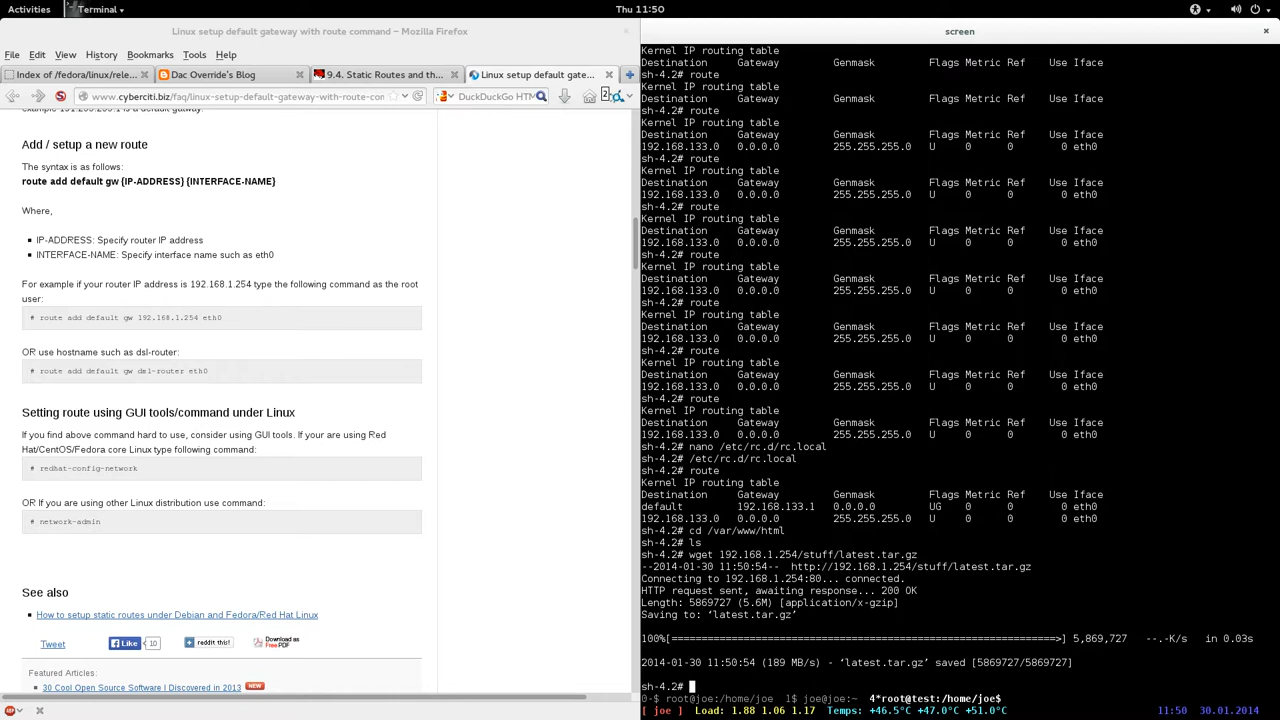 Activities Terminal Thu 11:50
Linux setup default gateway with route command – Mozilla Firefox
File Edit View History Bookmarks Tools Help
Index of /fedora/linux/rele... Dac Override's Blog 9.4. Static Routes and th... Linux setup default gate...
www.cyberciti.biz/faq/linux-setup-default-gateway-with-route-con DuckDuckGo HTM 2
Add / setup a new route
The syntax is as follows:
route add default gw {IP-ADDRESS} {INTERFACE-NAME}
Where,
IP-ADDRESS: Specify router IP address
INTERFACE-NAME: Specify interface name such as eth0
For example if your router IP address is 192.168.1.254 type the following command as the root
user:
# route add default gw 192.168.1.254 eth0
OR use hostname such as dsl-router:
# route add default gw dsl-router eth0
Setting route using GUI tools/command under Linux
If you find above command hard to use, consider using GUI tools. If your are using Red
Hat/CentOS/Fedora core Linux type following command:
# redhat-config-network
OR If you are using other Linux distribution use command:
# network-admin
See also
How to setup static routes under Debian and Fedora/Red Hat Linux
Tweet Like 10 reddit this! Download as Free PDF
Featured Articles:
30 Cool Open Source Software I Discovered in 2013 NEW
ABP
screen
Kernel IP routing table
Destination Gateway Genmask Flags Metric Ref Use Iface
sh-4.2# route
Kernel IP routing table
Destination Gateway Genmask Flags Metric Ref Use Iface
sh-4.2# route
Kernel IP routing table
Destination Gateway Genmask Flags Metric Ref Use Iface
192.168.133.0 0.0.0.0 255.255.255.0 U 0 0 0 eth0
sh-4.2# route
Kernel IP routing table
Destination Gateway Genmask Flags Metric Ref Use Iface
192.168.133.0 0.0.0.0 255.255.255.0 U 0 0 0 eth0
sh-4.2# route
Kernel IP routing table
Destination Gateway Genmask Flags Metric Ref Use Iface
192.168.133.0 0.0.0.0 255.255.255.0 U 0 0 0 eth0
sh-4.2# route
Kernel IP routing table
Destination Gateway Genmask Flags Metric Ref Use Iface
192.168.133.0 0.0.0.0 255.255.255.0 U 0 0 0 eth0
sh-4.2# route
Kernel IP routing table
Destination Gateway Genmask Flags Metric Ref Use Iface
192.168.133.0 0.0.0.0 255.255.255.0 U 0 0 0 eth0
sh-4.2# route
Kernel IP routing table
Destination Gateway Genmask Flags Metric Ref Use Iface
192.168.133.0 0.0.0.0 255.255.255.0 U 0 0 0 eth0
sh-4.2# route
Kernel IP routing table
Destination Gateway Genmask Flags Metric Ref Use Iface
192.168.133.0 0.0.0.0 255.255.255.0 U 0 0 0 eth0
sh-4.2# nano /etc/rc.d/rc.local
sh-4.2# /etc/rc.d/rc.local
sh-4.2# route
Kernel IP routing table
Destination Gateway Genmask Flags Metric Ref Use Iface
default 192.168.133.1 0.0.0.0 UG 0 0 0 eth0
192.168.133.0 0.0.0.0 255.255.255.0 U 0 0 0 eth0
sh-4.2# cd /var/www/html
sh-4.2# ls
sh-4.2# wget 192.168.1.254/stuff/latest.tar.gz
--2014-01-30 11:50:54-- http://192.168.1.254/stuff/latest.tar.gz
Connecting to 192.168.1.254:80... connected.
HTTP request sent, awaiting response... 200 OK
Length: 5869727 (5.6M) [application/x-gzip]
Saving to: ‘latest.tar.gz’
100%[=================================================================>] 5,869,727 --.-K/s in 0.03s
2014-01-30 11:50:54 (189 MB/s) - ‘latest.tar.gz’ saved [5869727/5869727]
sh-4.2#
0-$ root@joe:/home/joe 1$ joe@joe:~ 4*root@test:/home/joe$
[ joe ] Load: 1.88 1.06 1.17 Temps: +46.5°C +47.0°C +51.0°C 11:50 30.01.2014